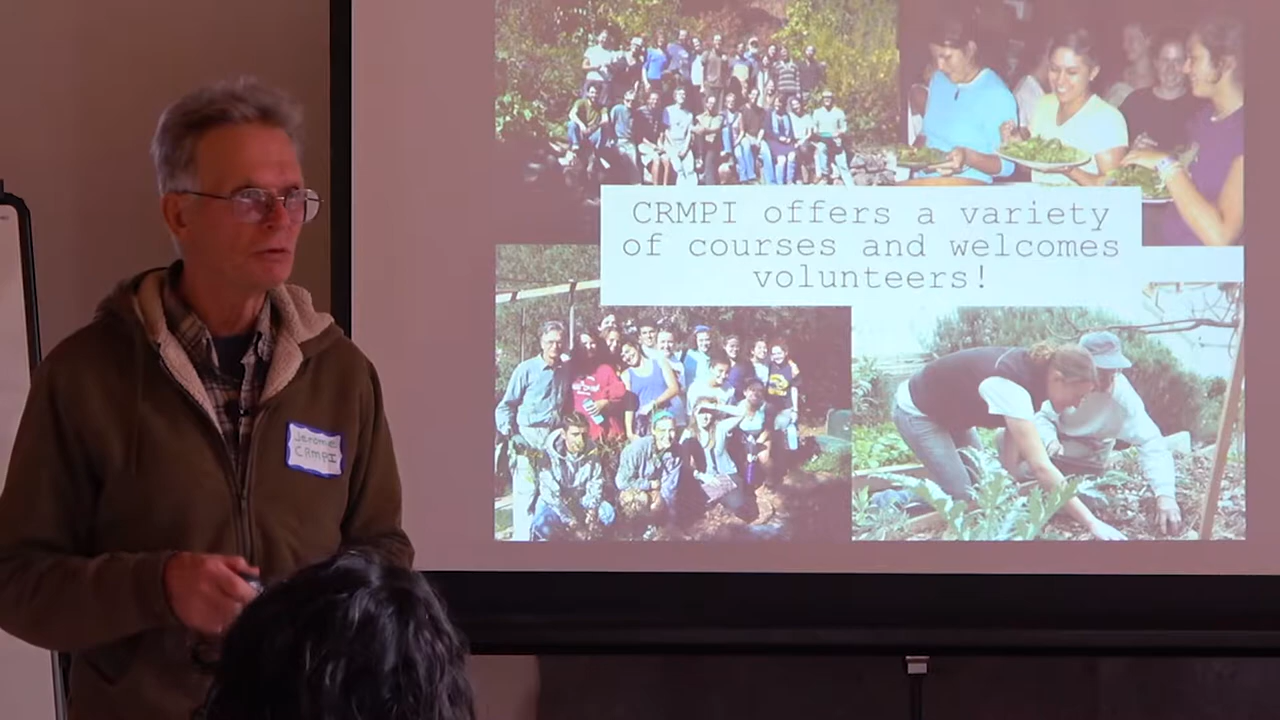 CRMPI offers a variety
of courses and welcomes
volunteers!
Jerome
CRMPI